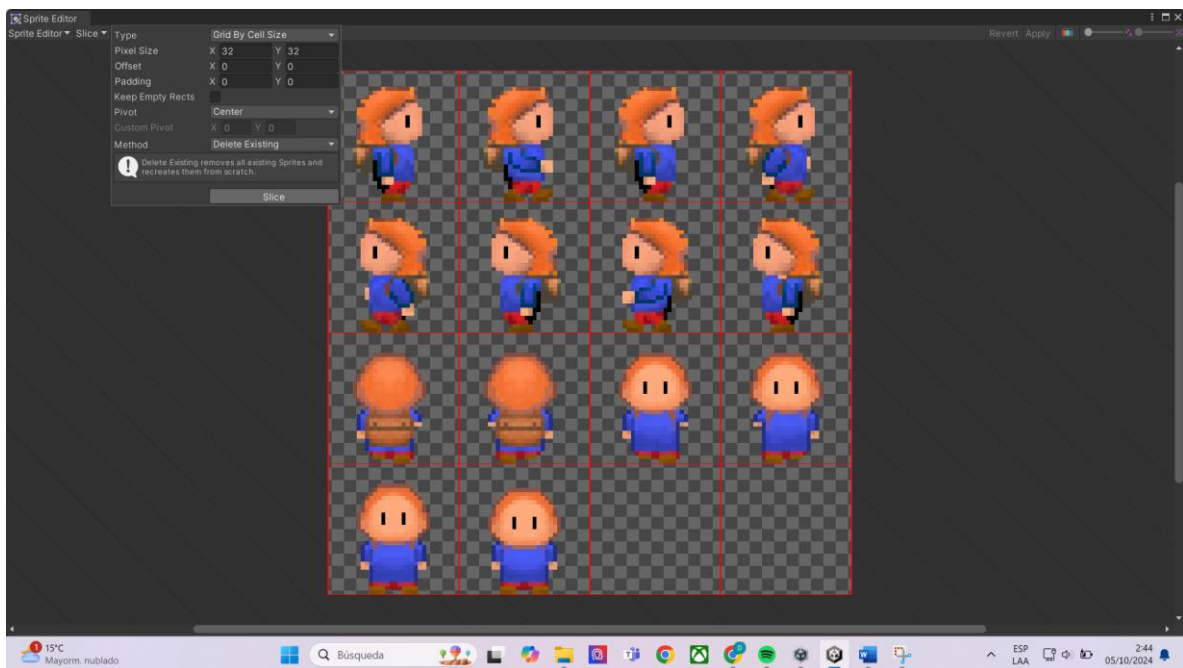 Sprite Editor
Sprite Editor Slice Revert Apply
Type Grid By Cell Size
Pixel Size X 32 Y 32
Offset X 0 Y 0
Padding X 0 Y 0
Keep Empty Rects
Pivot Center
Custom Pivot X 0 Y 0
Method Delete Existing
Delete Existing removes all existing Sprites and
recreates them from scratch.
Slice
1
15°C
Mayorm. nublado
Búsqueda
ESP
LAA
2:44
05/10/2024